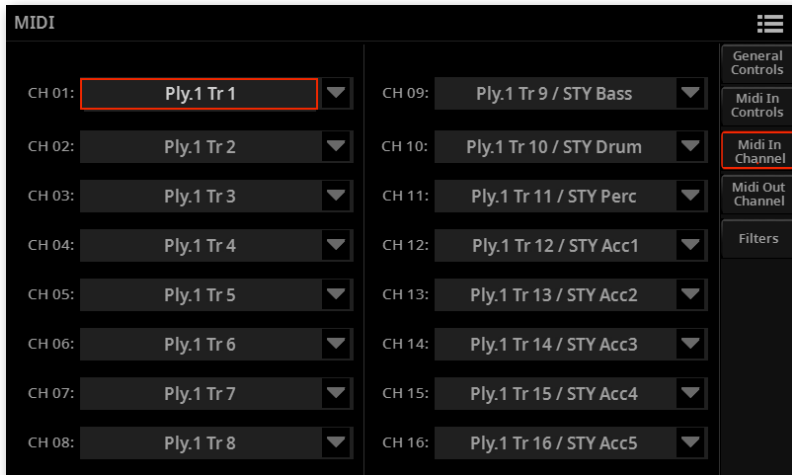 MIDI
CH 01: Ply.1 Tr 1
CH 02: Ply.1 Tr 2
CH 03: Ply.1 Tr 3
CH 04: Ply.1 Tr 4
CH 05: Ply.1 Tr 5
CH 06: Ply.1 Tr 6
CH 07: Ply.1 Tr 7
CH 08: Ply.1 Tr 8
CH 09: Ply.1 Tr 9 / STY Bass
CH 10: Ply.1 Tr 10 / STY Drum
CH 11: Ply.1 Tr 11 / STY Perc
CH 12: Ply.1 Tr 12 / STY Acc1
CH 13: Ply.1 Tr 13 / STY Acc2
CH 14: Ply.1 Tr 14 / STY Acc3
CH 15: Ply.1 Tr 15 / STY Acc4
CH 16: Ply.1 Tr 16 / STY Acc5
General
Controls
Midi In
Controls
Midi In
Channel
Midi Out
Channel
Filters